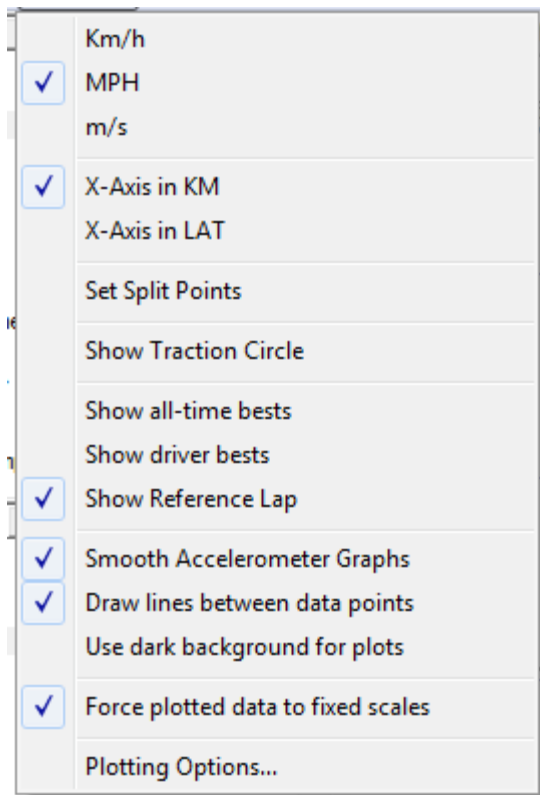 Km/h
MPH
m/s
X-Axis in KM
X-Axis in LAT
Set Split Points
Show Traction Circle
Show all-time bests
Show driver bests
Show Reference Lap
Smooth Accelerometer Graphs
Draw lines between data points
Use dark background for plots
Force plotted data to fixed scales
Plotting Options...